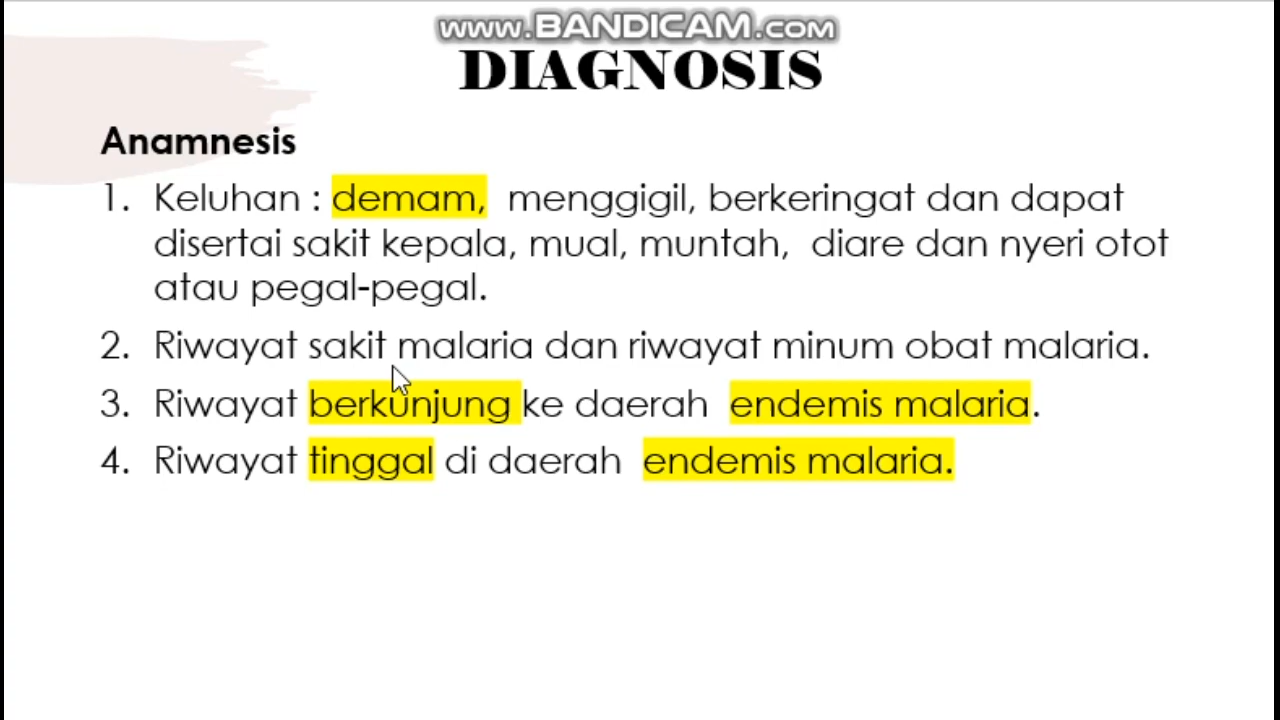 www.BANDICAM.com
DIAGNOSIS
Anamnesis
1. Keluhan : demam, menggigil, berkeringat dan dapat
disertai sakit kepala, mual, muntah, diare dan nyeri otot
atau pegal-pegal.
2. Riwayat sakit malaria dan riwayat minum obat malaria.
3. Riwayat berkunjung ke daerah endemis malaria.
4. Riwayat tinggal di daerah endemis malaria.